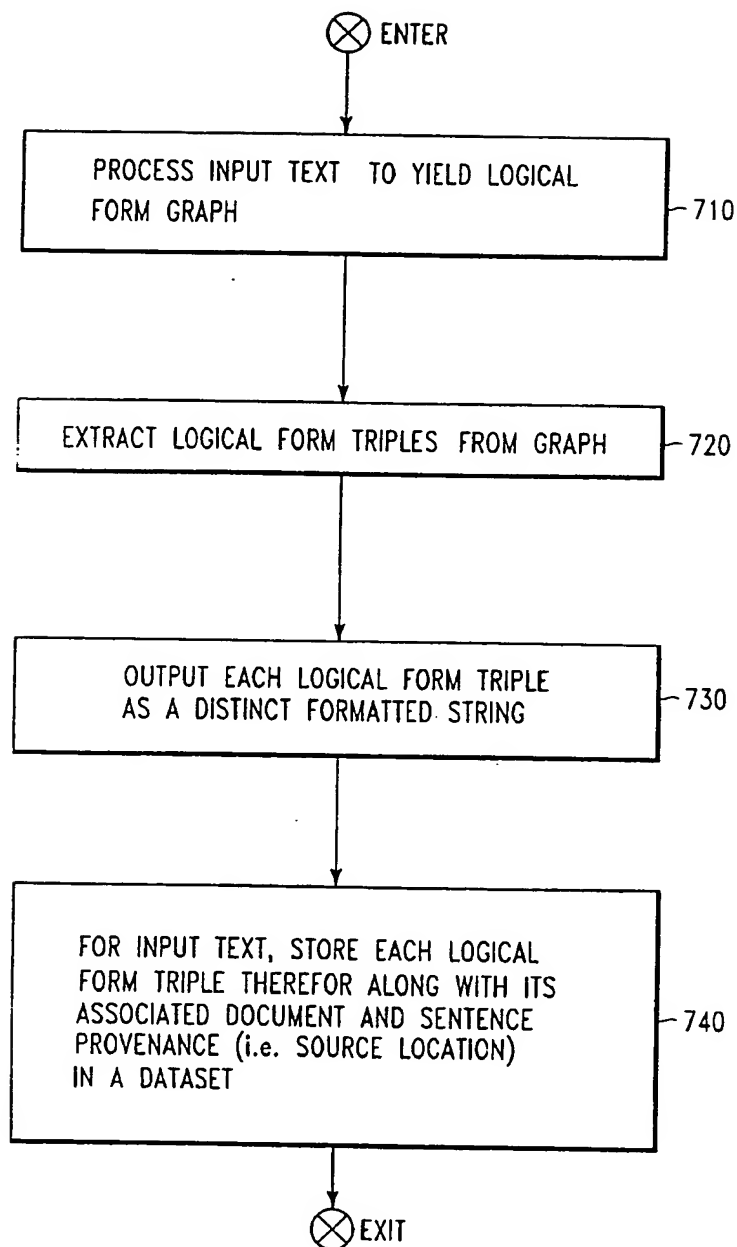 ENTER
PROCESS INPUT TEXT TO YIELD LOGICAL
FORM GRAPH
710
EXTRACT LOGICAL FORM TRIPLES FROM GRAPH
720
OUTPUT EACH LOGICAL FORM TRIPLE
AS A DISTINCT FORMATTED STRING
730
FOR INPUT TEXT, STORE EACH LOGICAL
FORM TRIPLE THEREFOR ALONG WITH ITS
ASSOCIATED DOCUMENT AND SENTENCE
PROVENANCE (i.e. SOURCE LOCATION)
IN A DATASET
740
EXIT